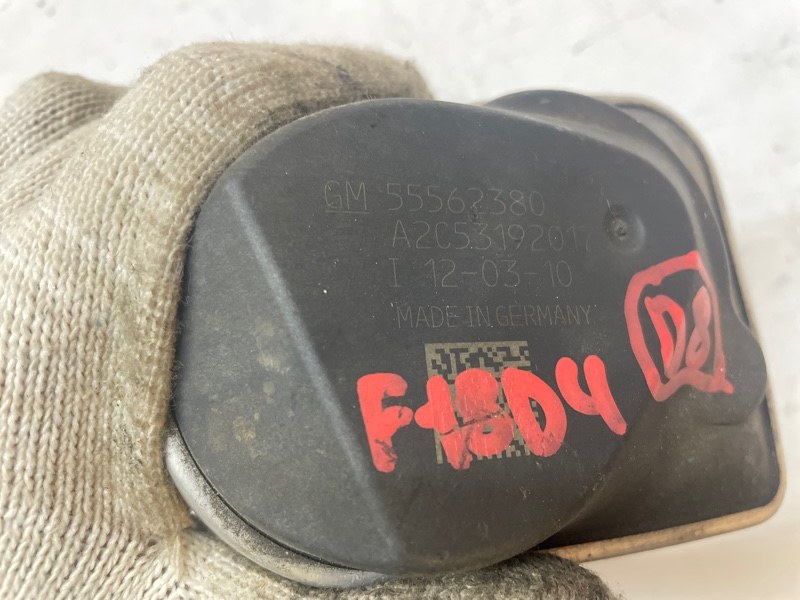 GM 55562380
A2C53192017
I 12-03-10
MADE IN GERMANY
F18D4
D8